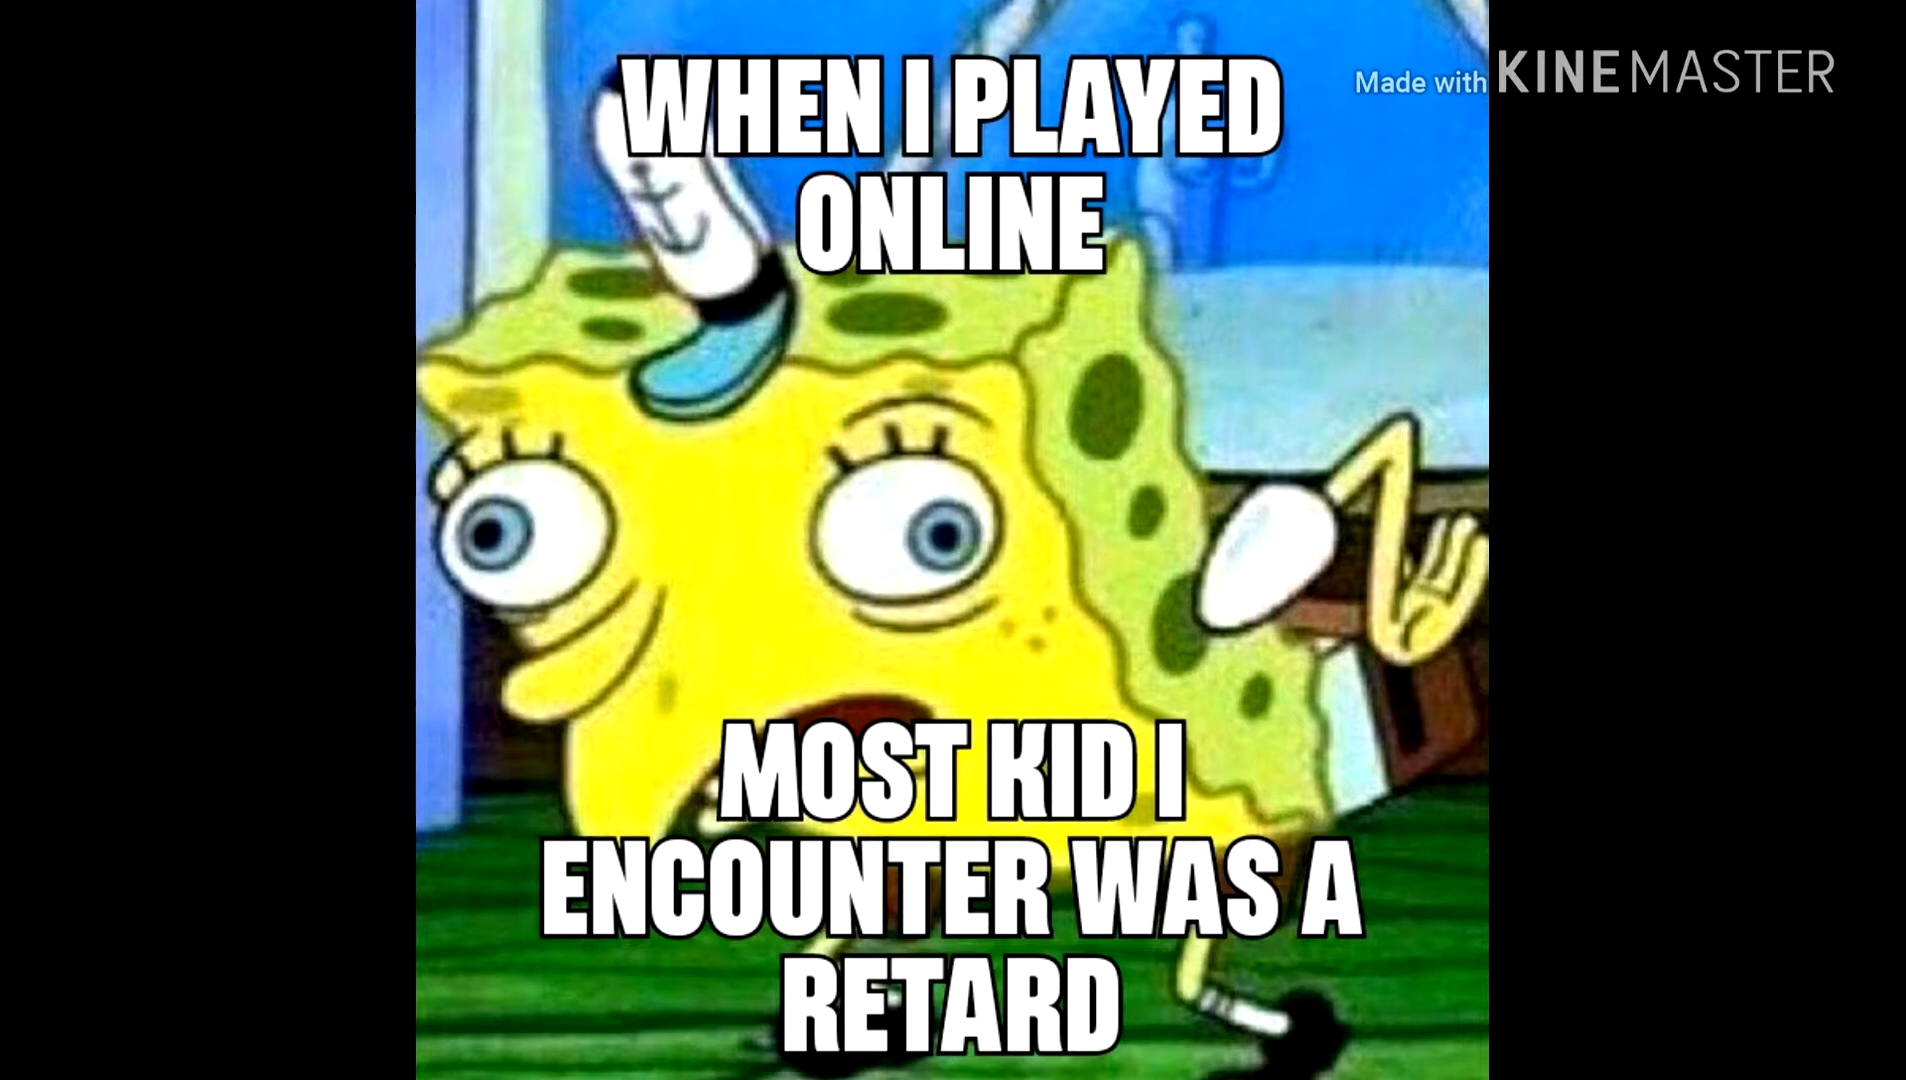 WHEN I PLAYED
ONLINE
Made with KINEMASTER
MOST KID I
ENCOUNTER WAS A
RETARD